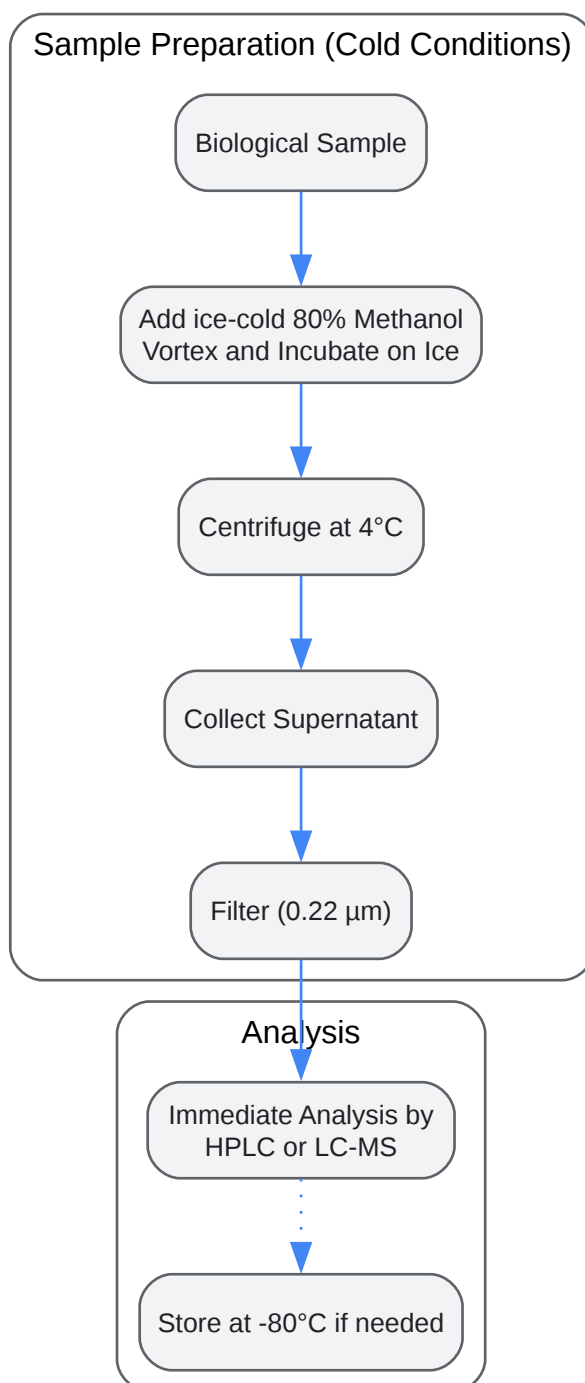 Sample Preparation (Cold Conditions)
Biological Sample
Add ice-cold 80% Methanol
Vortex and Incubate on Ice
Centrifuge at 4°C
Collect Supernatant
Filter (0.22 µm)
Analysis
Immediate Analysis by
HPLC or LC-MS
Store at -80°C if needed